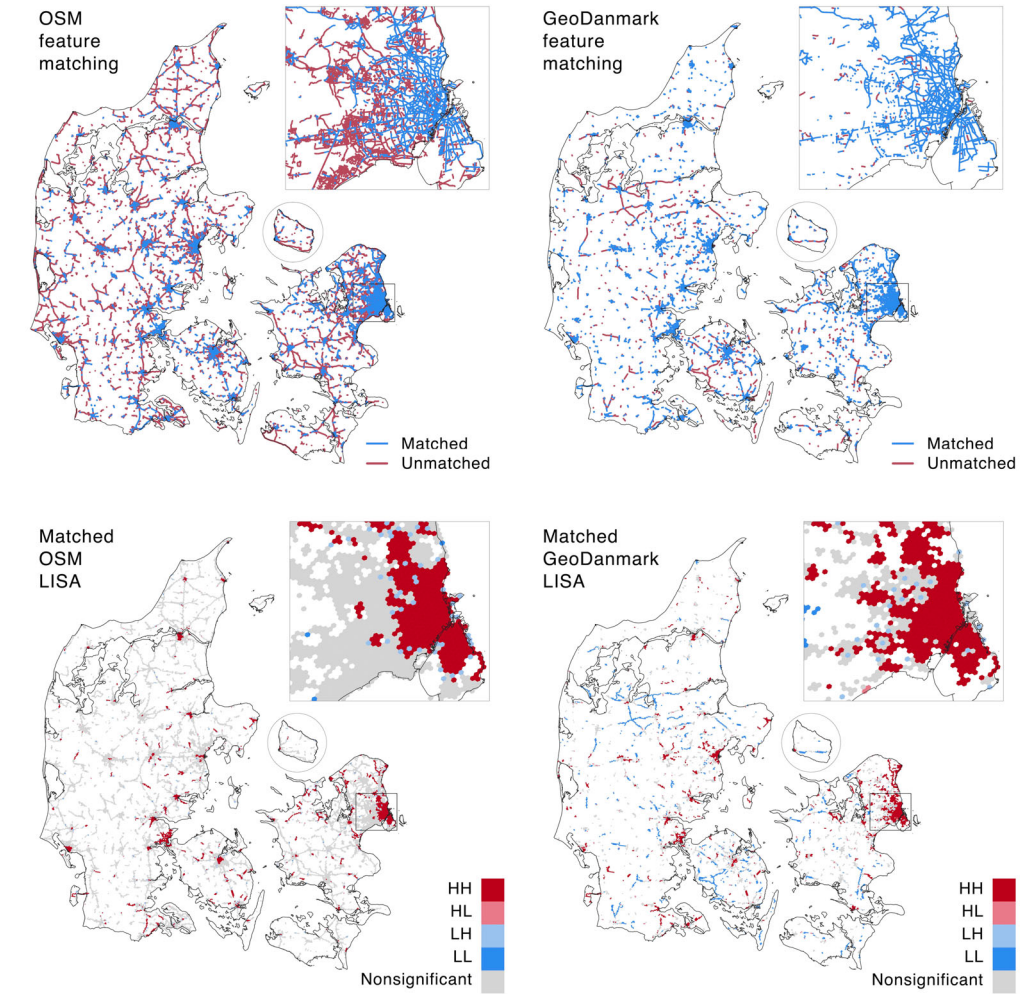 OSM
feature
matching
Matched
Unmatched
GeoDanmark
feature
matching
Matched
Unmatched
Matched
OSM
LISA
HH
HL
LH
LL
Nonsignificant
Matched
GeoDanmark
LISA
HH
HL
LH
LL
Nonsignificant